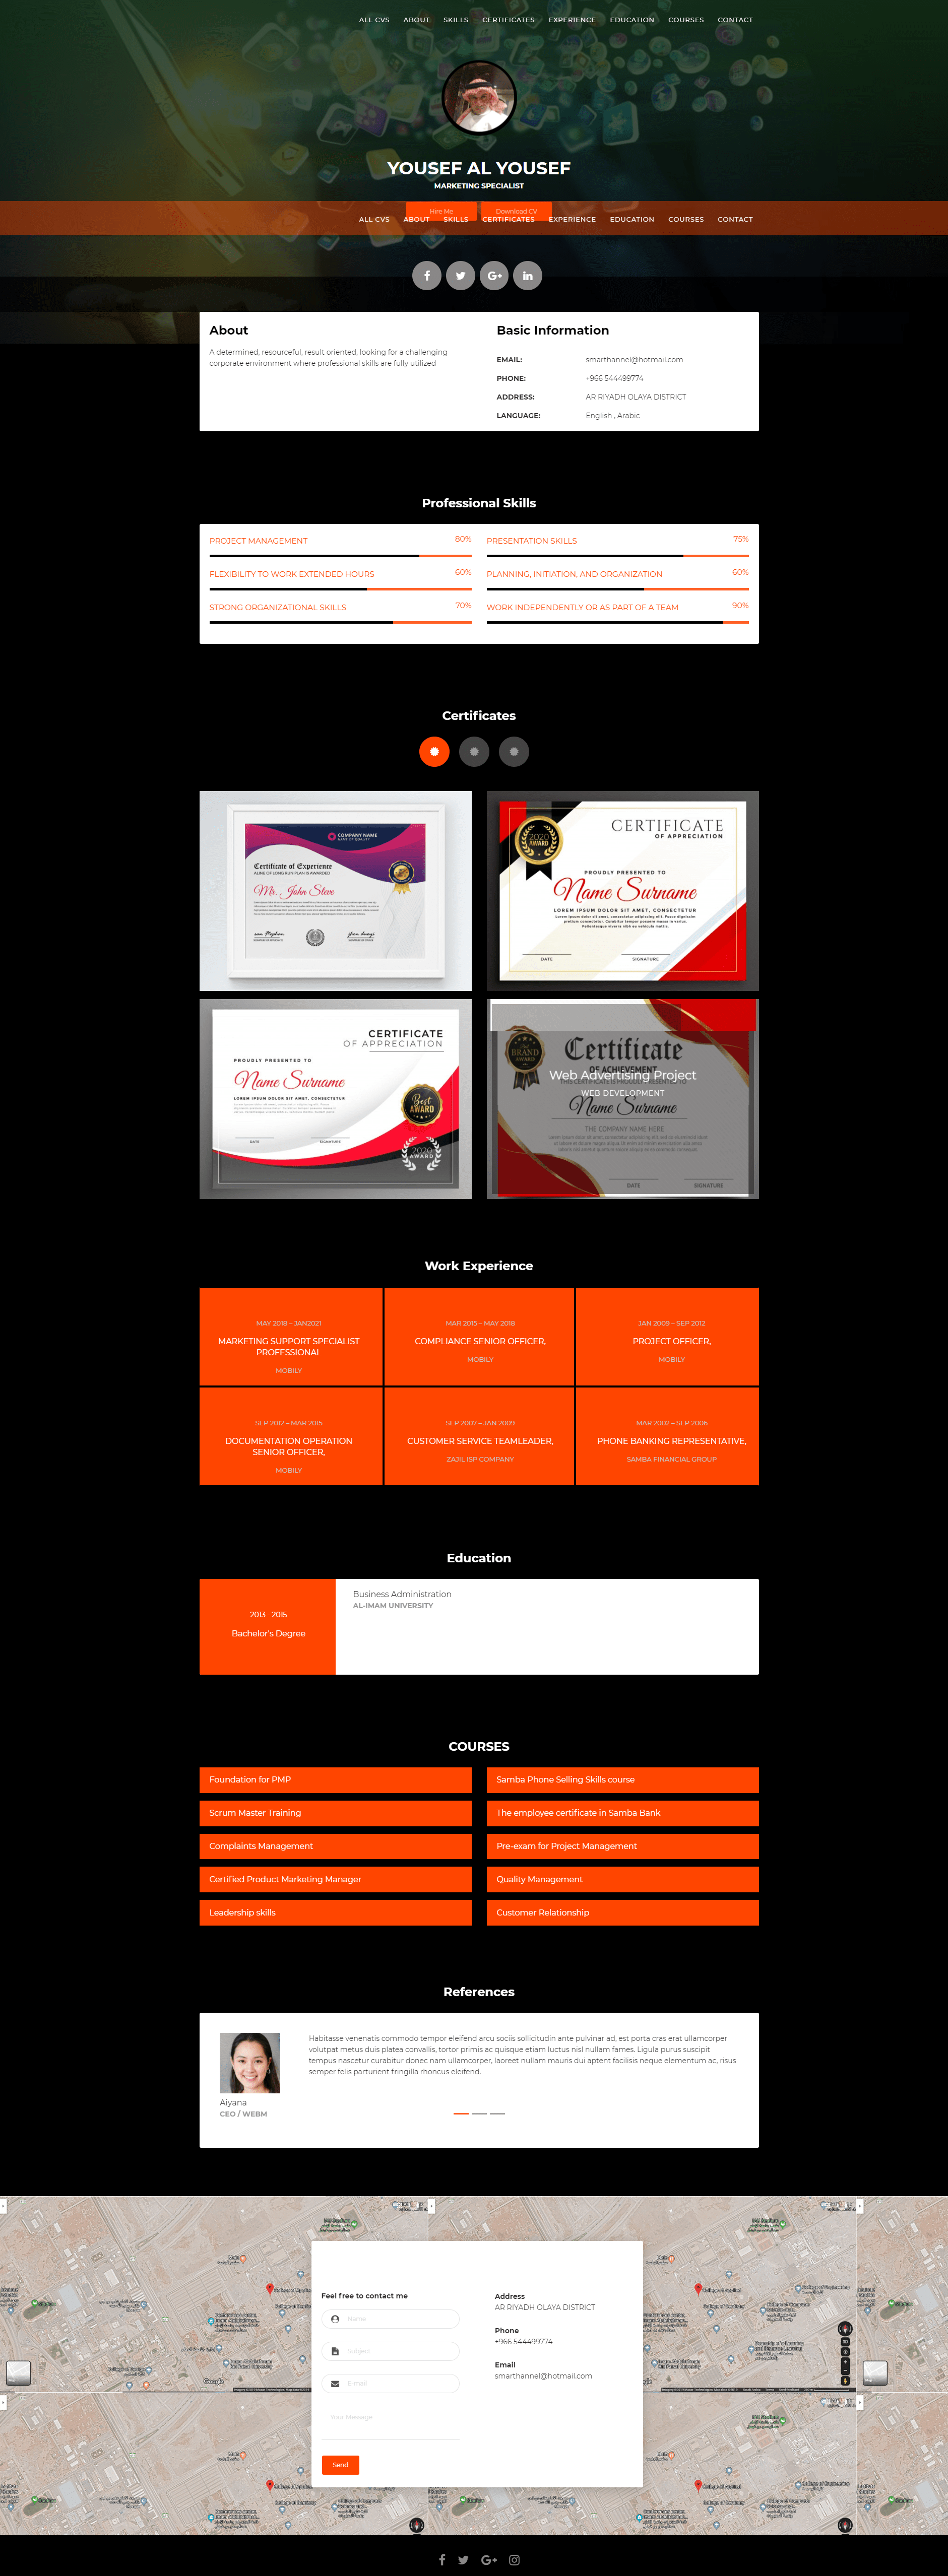 ALL CVS ABOUT SKILLS CERTIFICATES EXPERIENCE EDUCATION COURSES CONTACT
YOUSEF AL YOUSEF
MARKETING SPECIALIST
Hire Me Download CV
ALL CVS ABOUT SKILLS CERTIFICATES EXPERIENCE EDUCATION COURSES CONTACT
About
A determined, resourceful, result oriented, looking for a challenging
corporate environment where professional skills are fully utilized
Basic Information
EMAIL: smarthannel@hotmail.com
PHONE: +966 544499774
ADDRESS: AR RIYADH OLAYA DISTRICT
LANGUAGE: English , Arabic
Professional Skills
PROJECT MANAGEMENT 80%
PRESENTATION SKILLS 75%
FLEXIBILITY TO WORK EXTENDED HOURS 60%
PLANNING, INITIATION, AND ORGANIZATION 60%
STRONG ORGANIZATIONAL SKILLS 70%
WORK INDEPENDENTLY OR AS PART OF A TEAM 90%
Certificates
COMPANY NAME
Certificate of Experience
Mr. John Steve
2020
AWARD
CERTIFICATE
OF APPRECIATION
PROUDLY PRESENTED TO
Name Surname
LOREM IPSUM DOLOR SIT AMET, CONSECTETUR
DATE SIGNATURE
CERTIFICATE
OF APPRECIATION
PROUDLY PRESENTED TO
Name Surname
LOREM IPSUM DOLOR SIT AMET, CONSECTETUR
DATE SIGNATURE
Best
AWARD
2020
AWARD
BRAND
AWARD
Certificate
OF ACHIEVEMENT
Web Advertising Project
THIS CERTIFICATE IS PROUDLY PRESENTED TO
WEB DEVELOPMENT
Name Surname
THE COMPANY NAME HERE
DATE SIGNATURE
Work Experience
MAY 2018 – JAN2021
MARKETING SUPPORT SPECIALIST
PROFESSIONAL
MOBILY
MAR 2015 – MAY 2018
COMPLIANCE SENIOR OFFICER,
MOBILY
JAN 2009 – SEP 2012
PROJECT OFFICER,
MOBILY
SEP 2012 – MAR 2015
DOCUMENTATION OPERATION
SENIOR OFFICER,
MOBILY
SEP 2007 – JAN 2009
CUSTOMER SERVICE TEAMLEADER,
ZAJIL ISP COMPANY
MAR 2002 – SEP 2006
PHONE BANKING REPRESENTATIVE,
SAMBA FINANCIAL GROUP
Education
2013 - 2015
Bachelor's Degree
Business Administration
AL-IMAM UNIVERSITY
COURSES
Foundation for PMP
Samba Phone Selling Skills course
Scrum Master Training
The employee certificate in Samba Bank
Complaints Management
Pre-exam for Project Management
Certified Product Marketing Manager
Quality Management
Leadership skills
Customer Relationship
References
Habitasse venenatis commodo tempor eleifend arcu sociis sollicitudin ante pulvinar ad, est porta cras erat ullamcorper
volutpat metus duis platea convallis, tortor primis ac quisque etiam luctus nisl nullam fames. Ligula purus suscipit
tempus nascetur curabitur donec nam ullamcorper, laoreet nullam mauris dui aptent facilisis neque elementum ac, risus
semper felis parturient fringilla rhoncus eleifend.
Aiyana
CEO / WEBM
Feel free to contact me
Name
Subject
E-mail
Your Message
Send
Address
AR RIYADH OLAYA DISTRICT
Phone
+966 544499774
Email
smarthannel@hotmail.com
Google